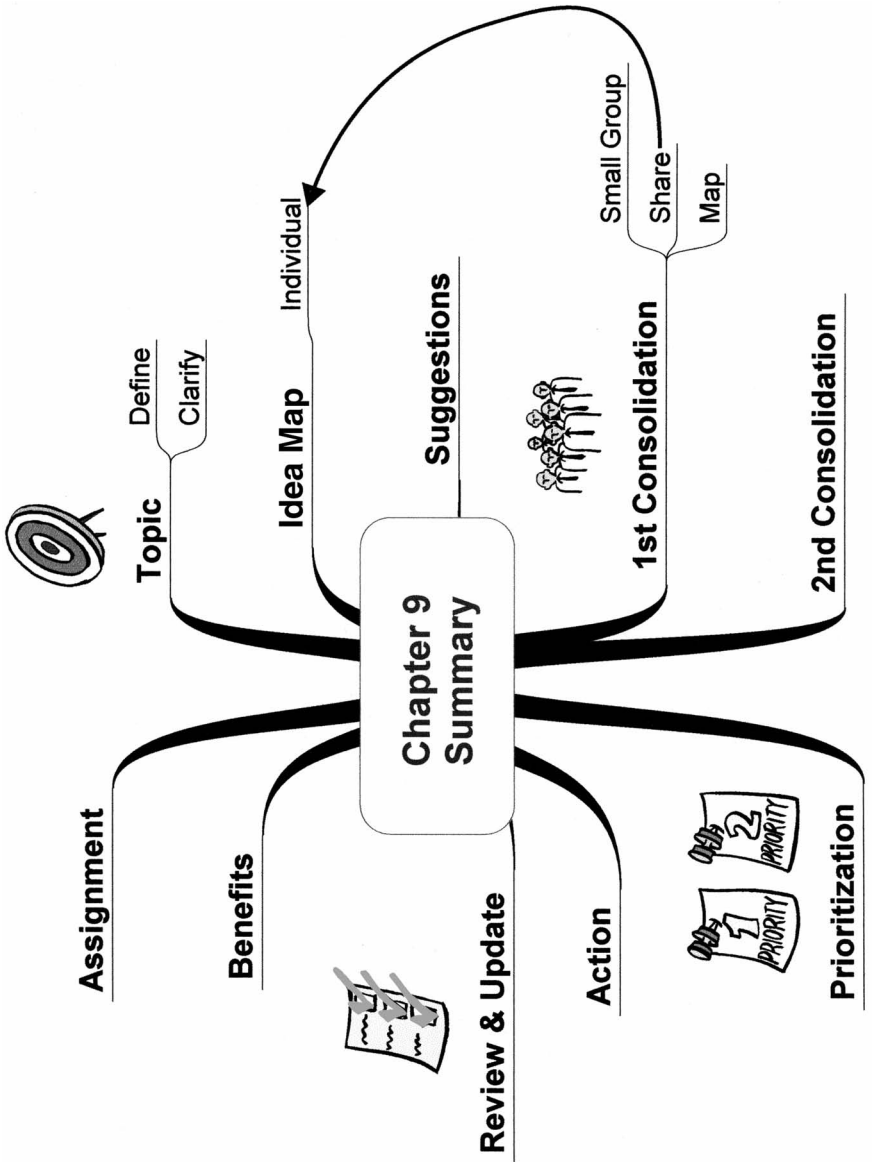 Chapter 9
Summary
Topic
Define
Clarify
Idea Map
Individual
Suggestions
1st Consolidation
Small Group
Share
Map
2nd Consolidation
Prioritization
1
PRIORITY
2
PRIORITY
Action
Review & Update
Benefits
Assignment